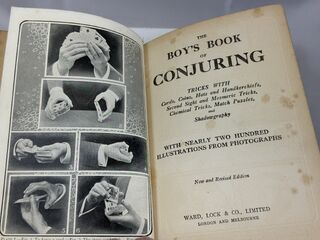 THE
BOY'S BOOK
OF
CONJURING
TRICKS WITH
Cards, Coins, Hats and Handkerchiefs,
Second Sight and Mesmeric Tricks,
Chemical Tricks, Match Puzzles,
and
Shadowgraphy
WITH NEARLY TWO HUNDRED
ILLUSTRATIONS FROM PHOTOGRAPHS
New and Revised Edition
WARD, LOCK & CO., LIMITED
LONDON AND MELBOURNE